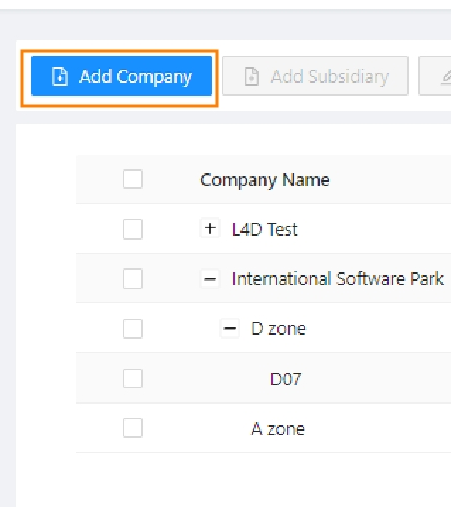 Add Company
Add Subsidiary
Company Name
+ L4D Test
− International Software Park
− D zone
D07
A zone